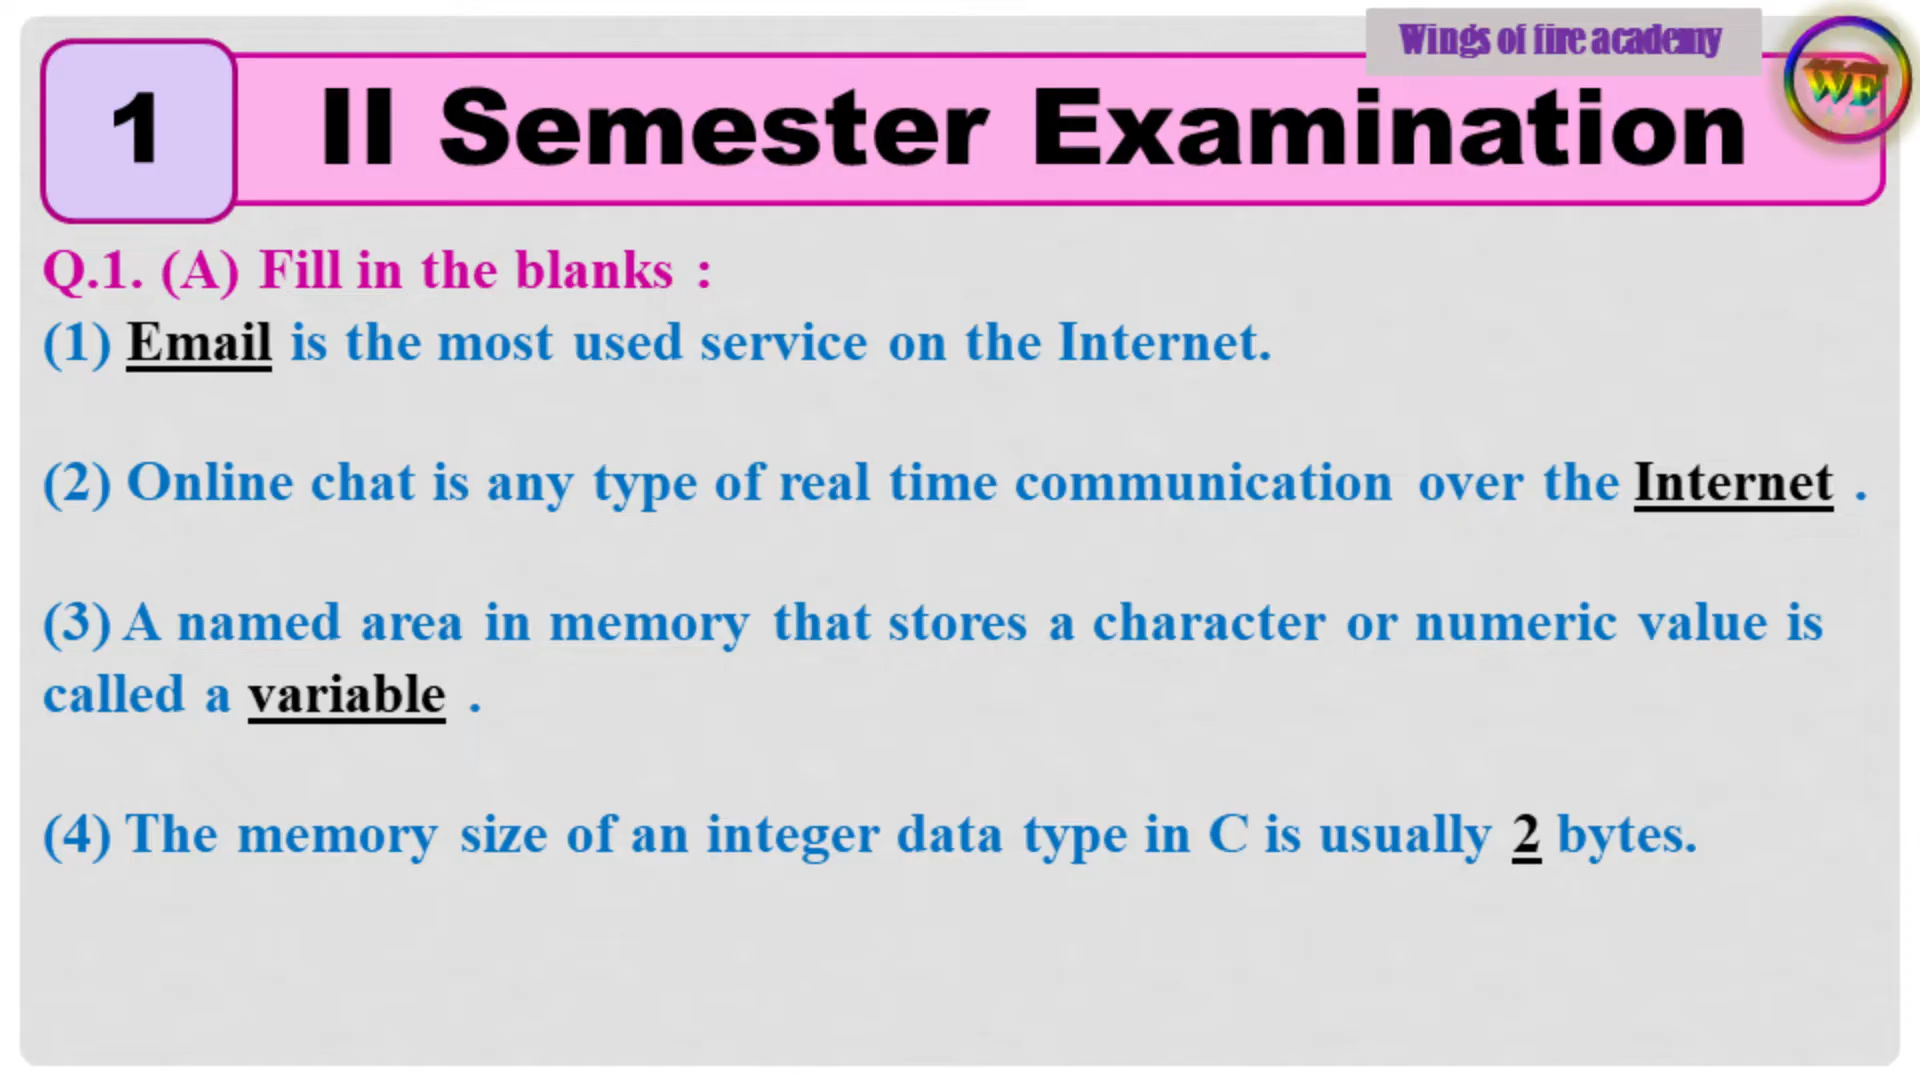 Wings of fire academy
WF
1
II Semester Examination
Q.1. (A) Fill in the blanks :
(1) Email is the most used service on the Internet.
(2) Online chat is any type of real time communication over the Internet .
(3) A named area in memory that stores a character or numeric value is
called a variable .
(4) The memory size of an integer data type in C is usually 2 bytes.